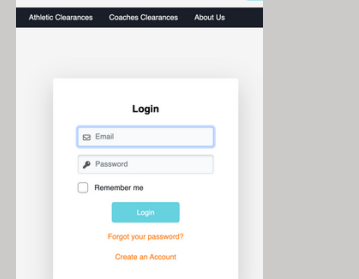 Athletic Clearances Coaches Clearances About Us
Login
Email
Password
Remember me
Login
Forgot your password?
Create an Account